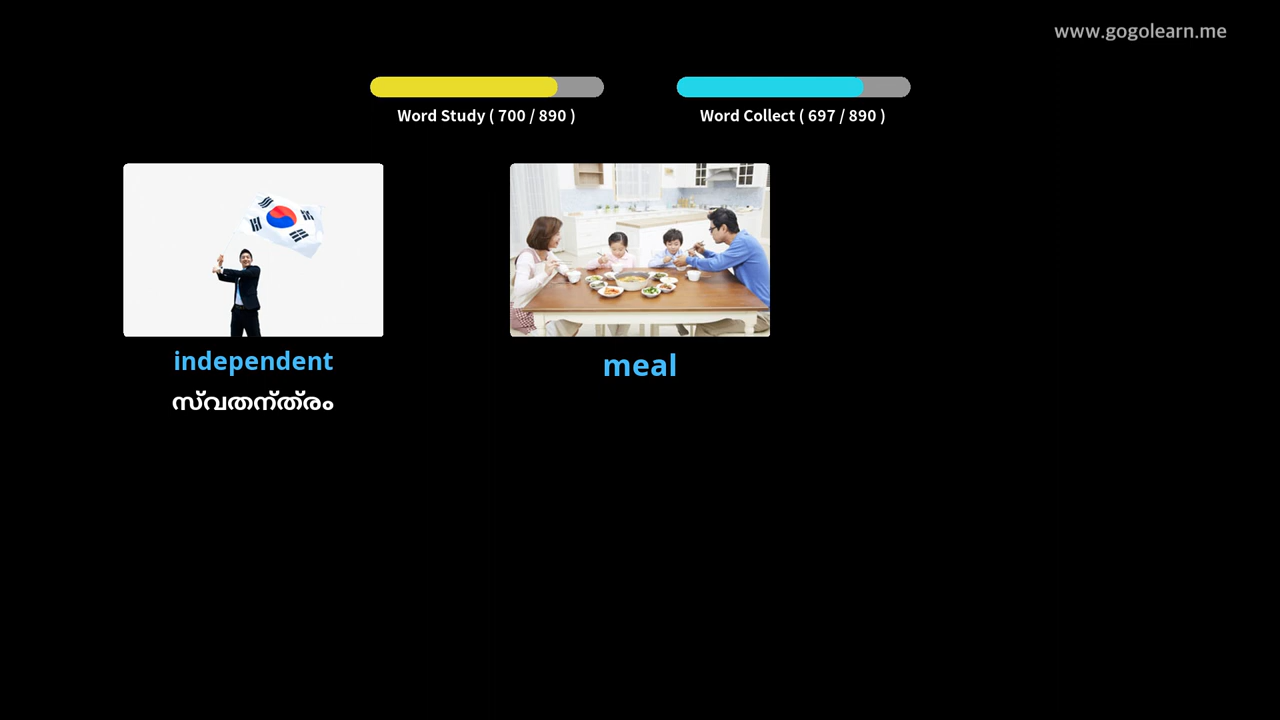 www.gogolearn.me
Word Study ( 700 / 890 )
Word Collect ( 697 / 890 )
independent
meal
സ്വതന്ത്രം